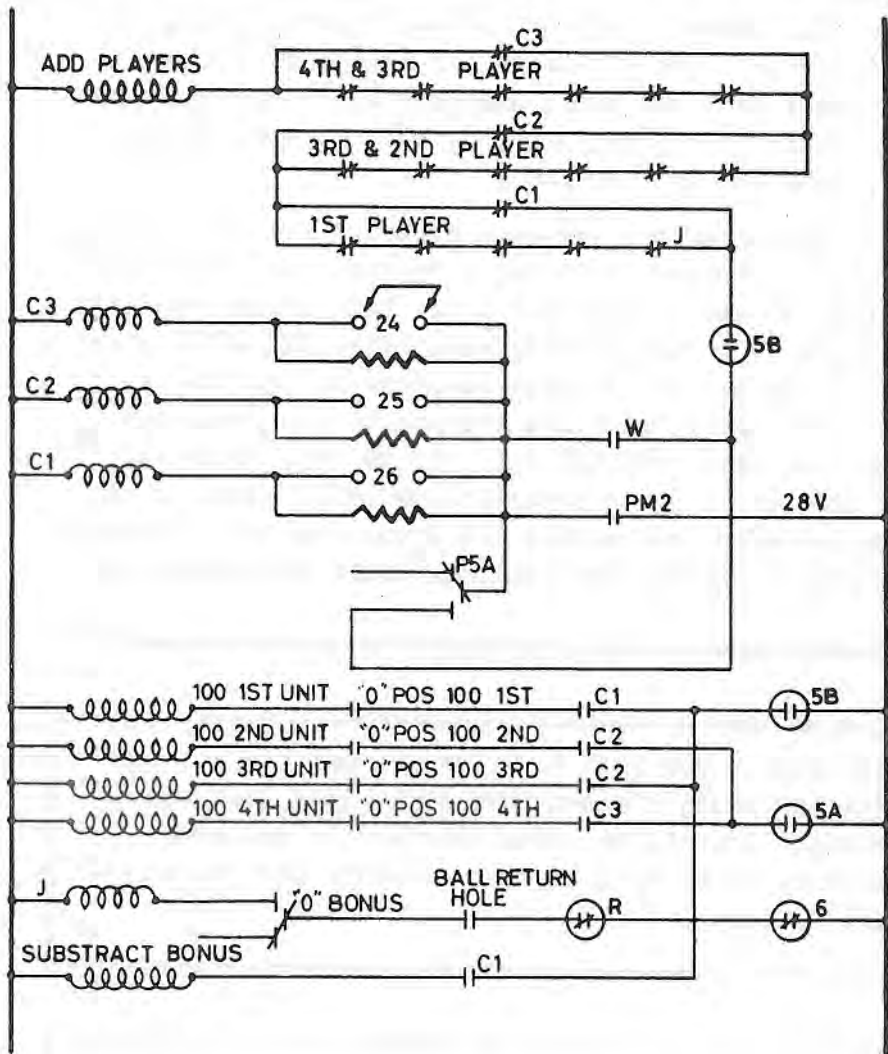 C3
ADD PLAYERS
4TH & 3RD PLAYER
C2
3RD & 2ND PLAYER
C1
1ST PLAYER J
C3
24
5B
C2
25
W
C1
26
PM2 28V
P5A
100 1ST UNIT "0" POS 100 1ST C1 5B
100 2ND UNIT "0" POS 100 2ND C2
100 3RD UNIT "0" POS 100 3RD C2
100 4TH UNIT "0" POS 100 4TH C3 5A
J
"0" BONUS
BALL RETURN
HOLE
R
6
SUBSTRACT BONUS
C1